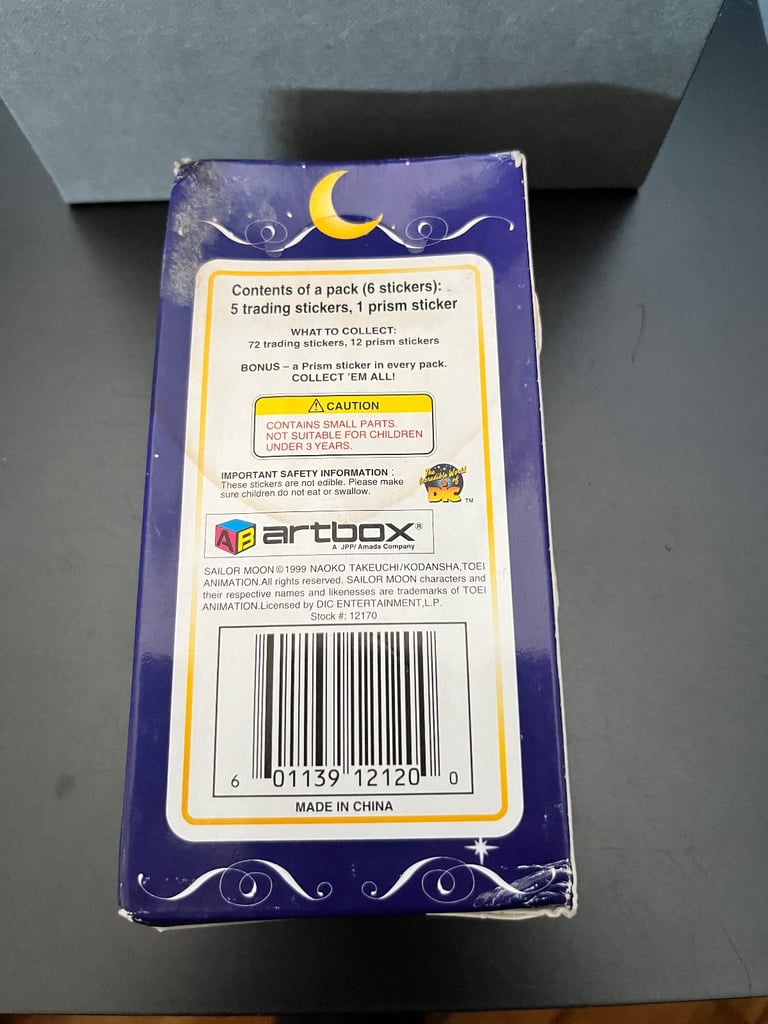 Contents of a pack (6 stickers):
5 trading stickers, 1 prism sticker
WHAT TO COLLECT:
72 trading stickers, 12 prism stickers
BONUS – a Prism sticker in every pack.
COLLECT 'EM ALL!
CAUTION
CONTAINS SMALL PARTS.
NOT SUITABLE FOR CHILDREN
UNDER 3 YEARS.
IMPORTANT SAFETY INFORMATION :
These stickers are not edible. Please make
sure children do not eat or swallow.
The
Incredible World
of
DIC
TM
AB artbox®
A JPP/Amada Company
SAILOR MOON ©1999 NAOKO TAKEUCHI/KODANSHA,TOEI
ANIMATION.All rights reserved. SAILOR MOON characters and
their respective names and likenesses are trademarks of TOEI
ANIMATION.Licensed by DIC ENTERTAINMENT,L.P.
Stock #: 12170
6 01139 12120 0
MADE IN CHINA